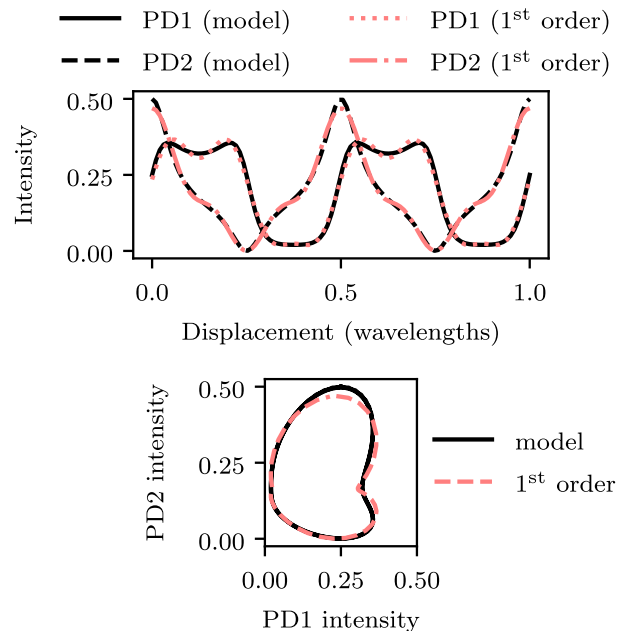 PD1 (model) PD1 (1st order)
PD2 (model) PD2 (1st order)
0.50
0.25
0.00
Intensity
0.0 0.5 1.0
Displacement (wavelengths)
0.50
0.25
0.00
PD2 intensity
model
1st order
0.00 0.25 0.50
PD1 intensity